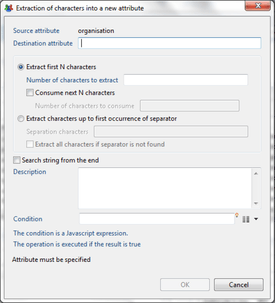 Extraction of characters into a new attribute
Source attribute organisation
Destination attribute
Extract first N characters
Number of characters to extract
Consume next N characters
Number of characters to consume
Extract characters up to first occurrence of separator
Separation characters
Extract all characters if separator is not found
Search string from the end
Description
Condition
The condition is a Javascript expression.
The operation is executed if the result is true
Attribute must be specified
OK Cancel